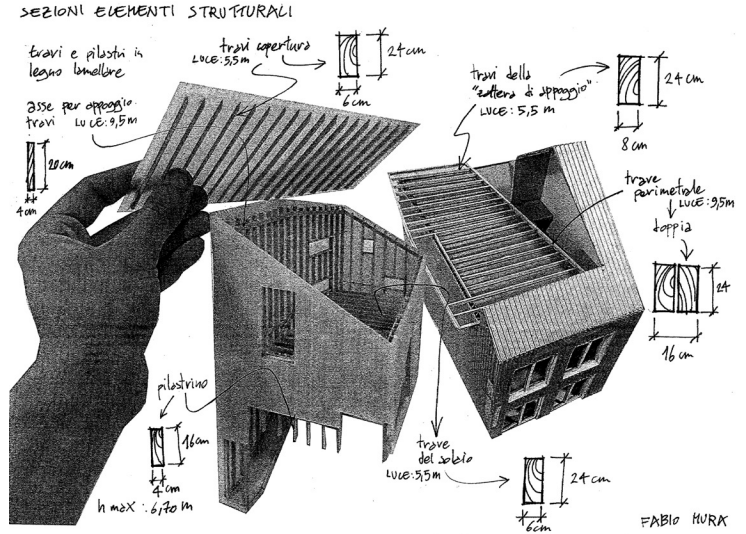 SEZIONI ELEMENTI STRUTTURALI
travi e pilastri in
legno lamellare
travi copertura
LUCE: 5,5 m
24 cm
6 cm
asse per appoggio
travi LUCE: 9,5 m
20 cm
4 cm
travi della
"zattera di appoggio"
LUCE: 5,5 m
24 cm
8 cm
trave
perimetrale
LUCE: 9,5 m
doppia
24
16 cm
pilastrino
16 cm
4 cm
h max: 6,70 m
trave
del solaio
LUCE: 5,5 m
24 cm
6 cm
FABIO MURA